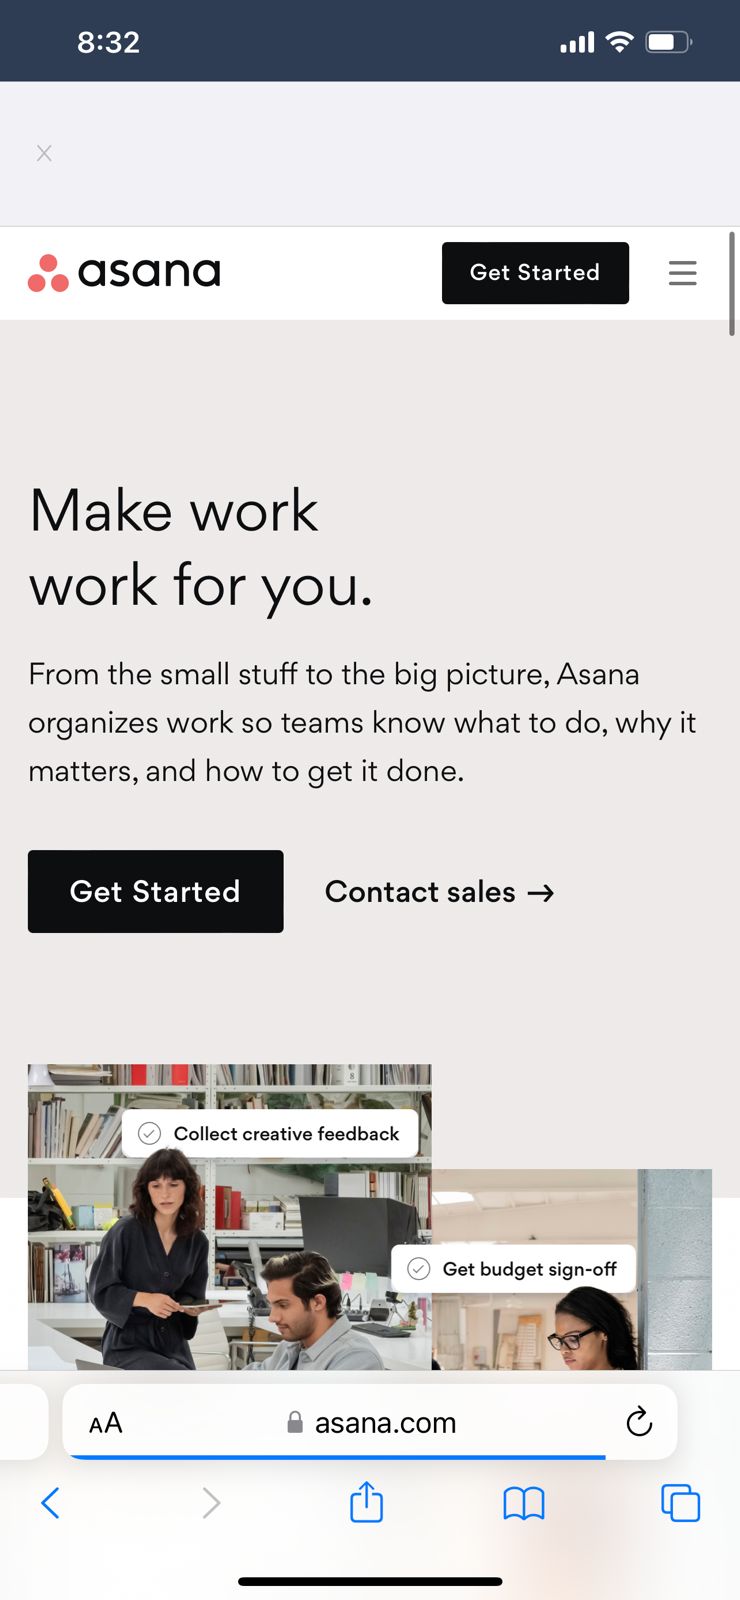 8:32
asana
Get Started
Make work
work for you.
From the small stuff to the big picture, Asana
organizes work so teams know what to do, why it
matters, and how to get it done.
Get Started
Contact sales →
Collect creative feedback
Get budget sign-off
AA
asana.com